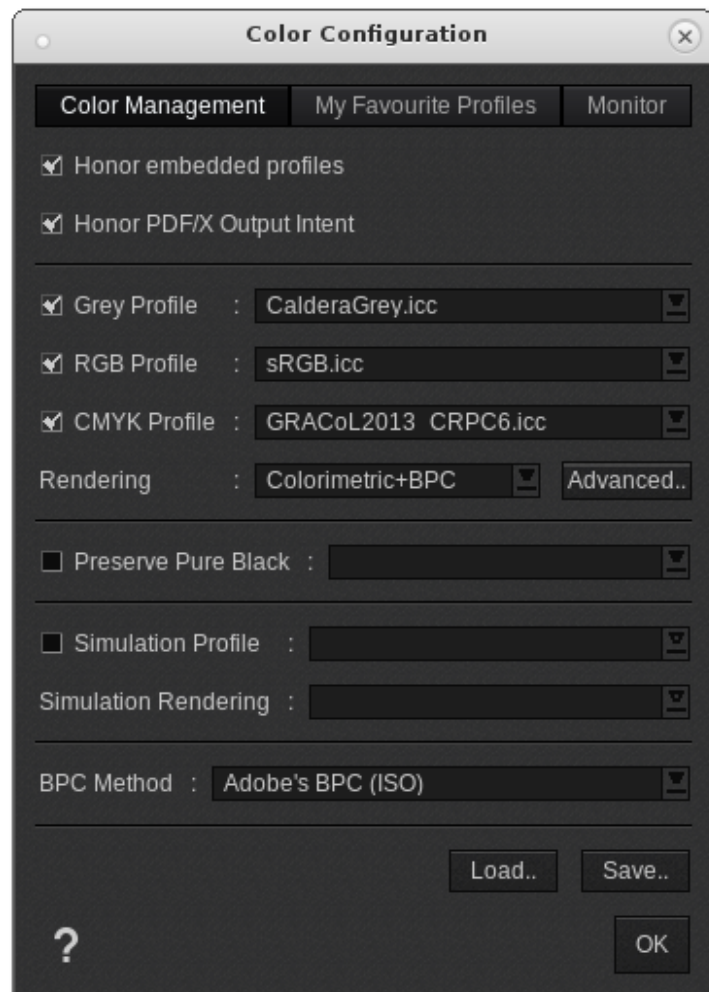 Color Configuration
Color Management My Favourite Profiles Monitor
Honor embedded profiles
Honor PDF/X Output Intent
Grey Profile : CalderaGrey.icc
RGB Profile : sRGB.icc
CMYK Profile : GRACoL2013 CRPC6.icc
Rendering : Colorimetric+BPC Advanced..
Preserve Pure Black :
Simulation Profile :
Simulation Rendering :
BPC Method : Adobe's BPC (ISO)
Load.. Save..
? OK